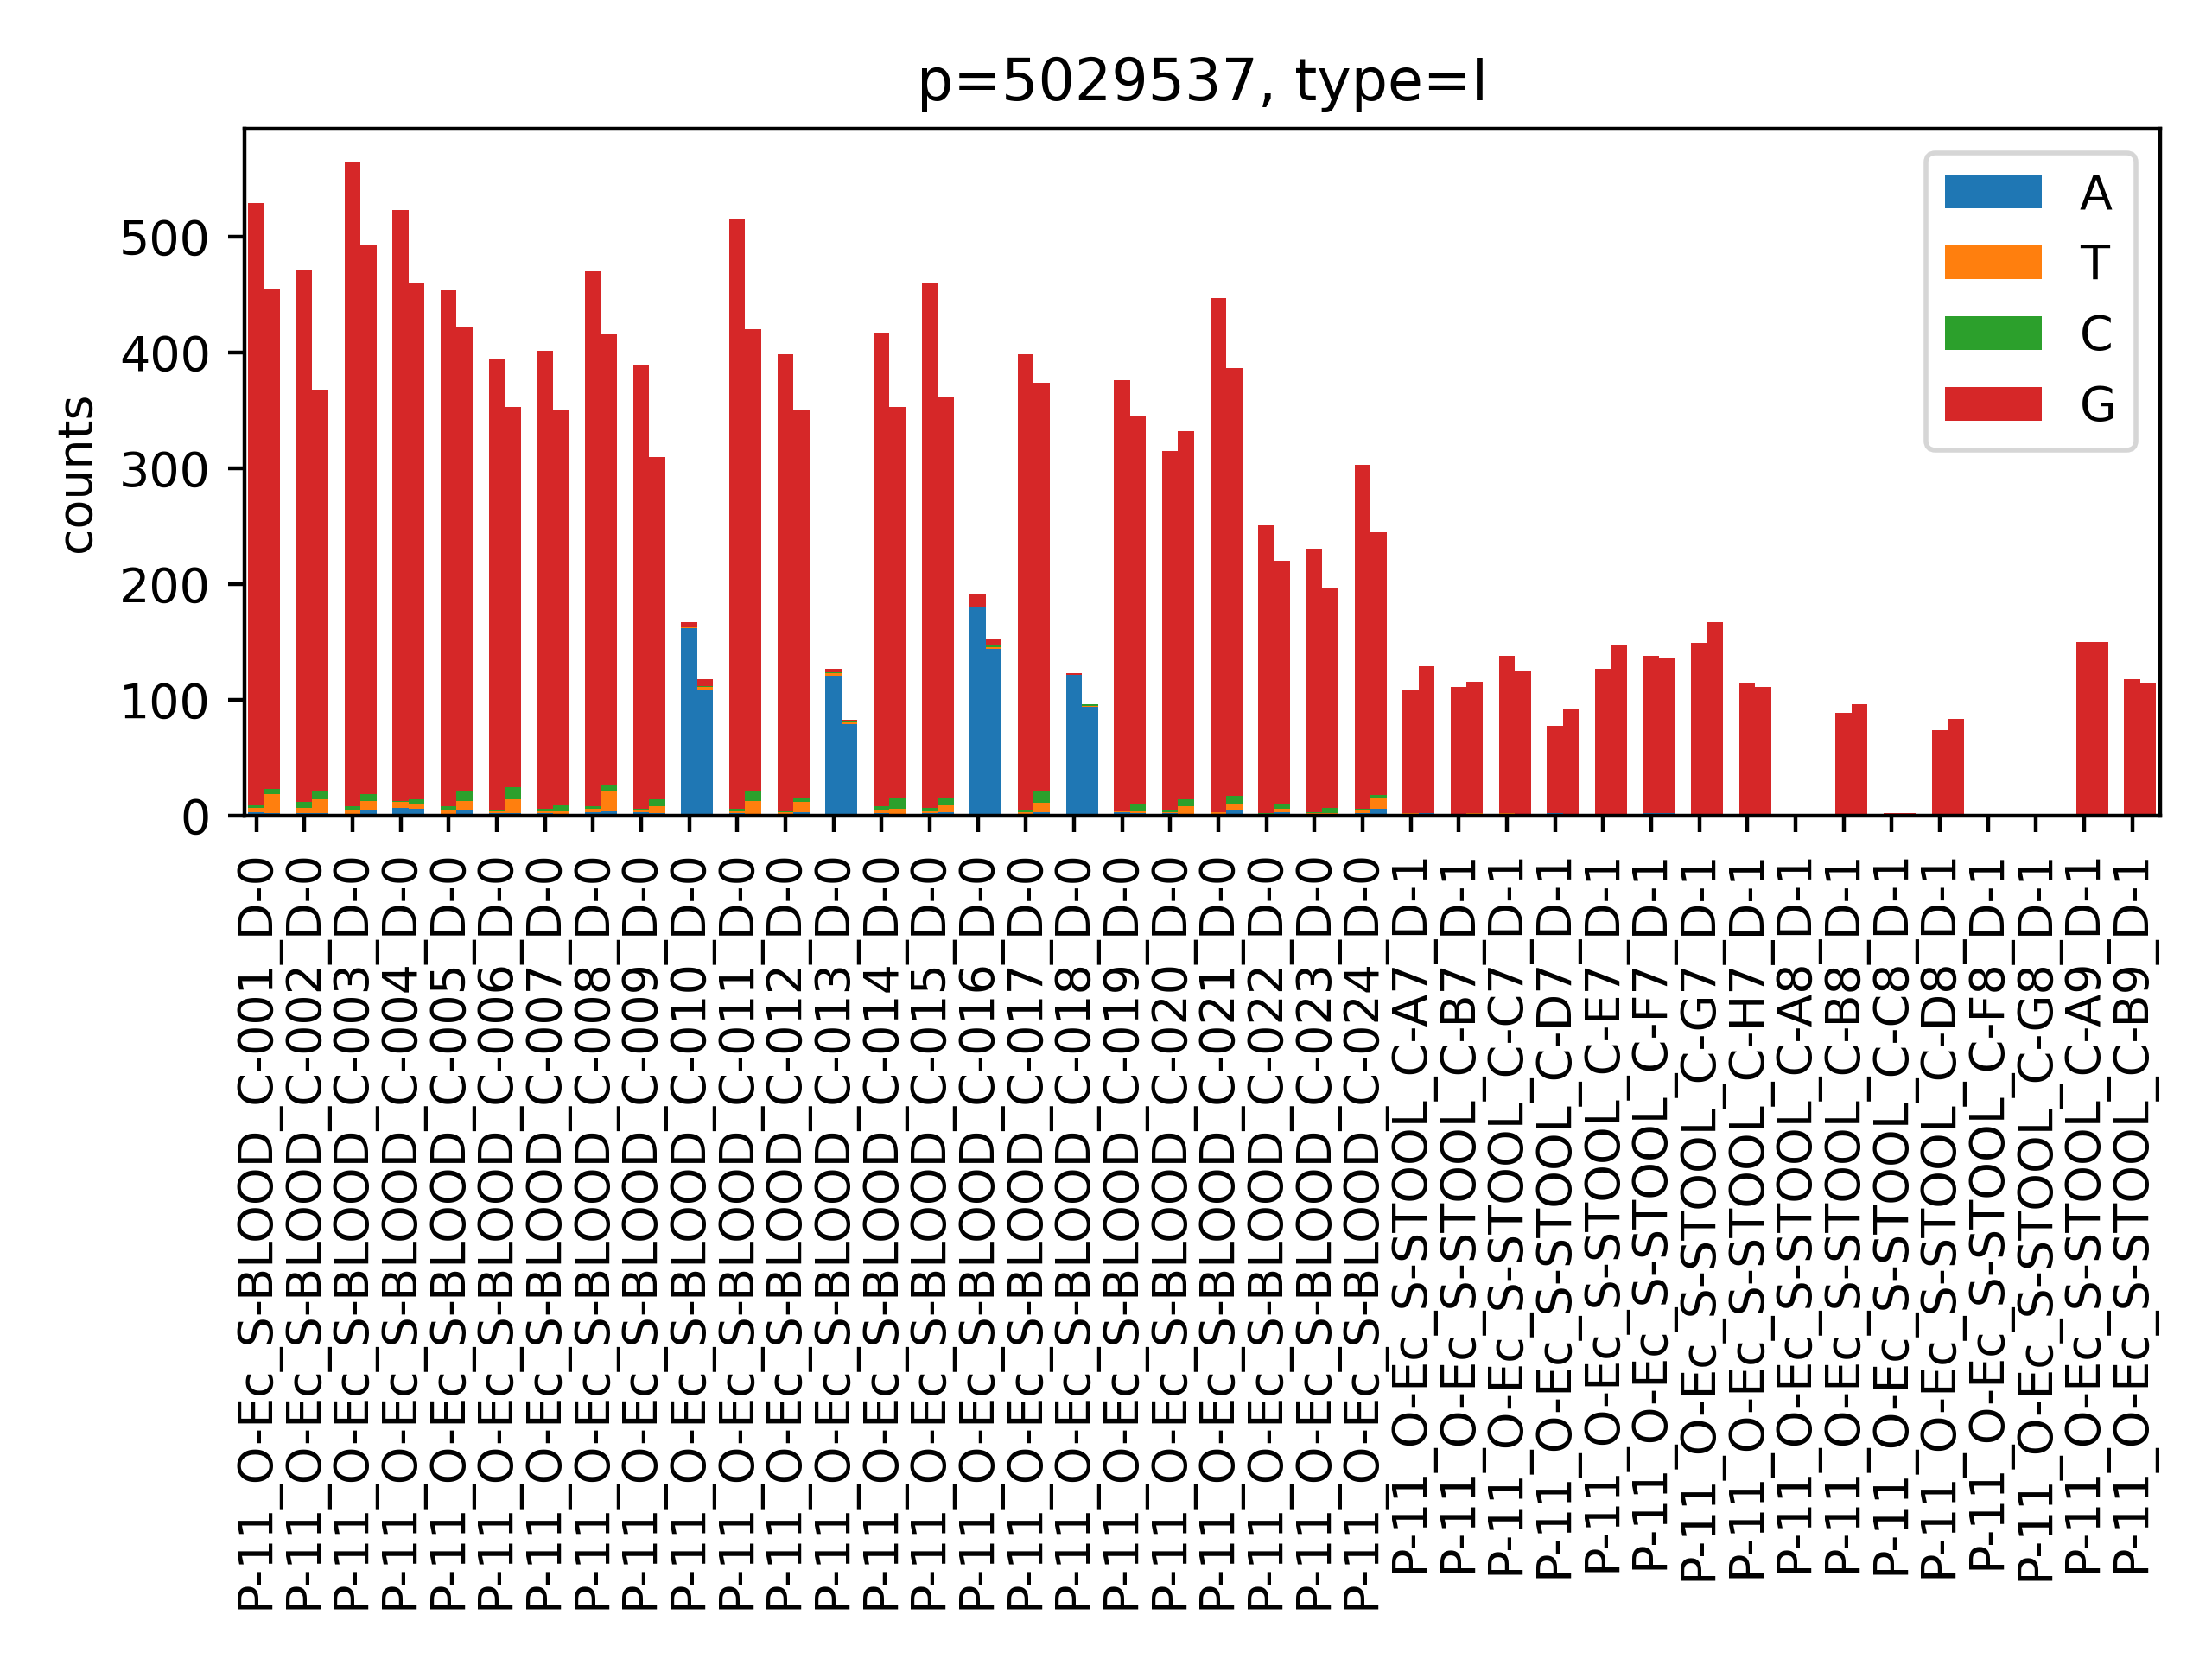 p=5029537, type=I
A
T
C
G
counts
500
400
300
200
100
0
P-11_O-Ec_S-BLOOD_C-001_D-0
P-11_O-Ec_S-BLOOD_C-002_D-0
P-11_O-Ec_S-BLOOD_C-003_D-0
P-11_O-Ec_S-BLOOD_C-004_D-0
P-11_O-Ec_S-BLOOD_C-005_D-0
P-11_O-Ec_S-BLOOD_C-006_D-0
P-11_O-Ec_S-BLOOD_C-007_D-0
P-11_O-Ec_S-BLOOD_C-008_D-0
P-11_O-Ec_S-BLOOD_C-009_D-0
P-11_O-Ec_S-BLOOD_C-010_D-0
P-11_O-Ec_S-BLOOD_C-011_D-0
P-11_O-Ec_S-BLOOD_C-012_D-0
P-11_O-Ec_S-BLOOD_C-013_D-0
P-11_O-Ec_S-BLOOD_C-014_D-0
P-11_O-Ec_S-BLOOD_C-015_D-0
P-11_O-Ec_S-BLOOD_C-016_D-0
P-11_O-Ec_S-BLOOD_C-017_D-0
P-11_O-Ec_S-BLOOD_C-018_D-0
P-11_O-Ec_S-BLOOD_C-019_D-0
P-11_O-Ec_S-BLOOD_C-020_D-0
P-11_O-Ec_S-BLOOD_C-021_D-0
P-11_O-Ec_S-BLOOD_C-022_D-0
P-11_O-Ec_S-BLOOD_C-023_D-0
P-11_O-Ec_S-BLOOD_C-024_D-0
P-11_O-Ec_S-STOOL_C-A7_D-1
P-11_O-Ec_S-STOOL_C-B7_D-1
P-11_O-Ec_S-STOOL_C-C7_D-1
P-11_O-Ec_S-STOOL_C-D7_D-1
P-11_O-Ec_S-STOOL_C-E7_D-1
P-11_O-Ec_S-STOOL_C-F7_D-1
P-11_O-Ec_S-STOOL_C-G7_D-1
P-11_O-Ec_S-STOOL_C-H7_D-1
P-11_O-Ec_S-STOOL_C-A8_D-1
P-11_O-Ec_S-STOOL_C-B8_D-1
P-11_O-Ec_S-STOOL_C-C8_D-1
P-11_O-Ec_S-STOOL_C-D8_D-1
P-11_O-Ec_S-STOOL_C-F8_D-1
P-11_O-Ec_S-STOOL_C-G8_D-1
P-11_O-Ec_S-STOOL_C-A9_D-1
P-11_O-Ec_S-STOOL_C-B9_D-1